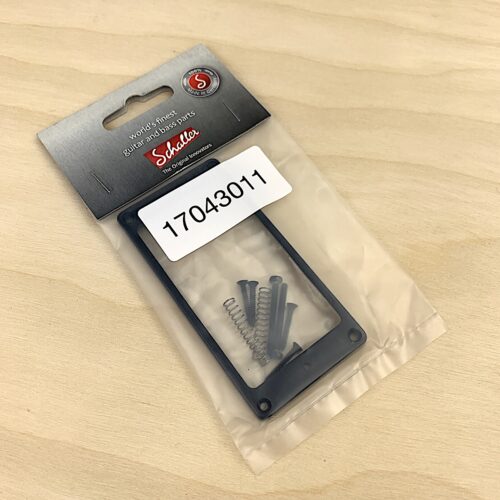 world's finest
guitar and bass parts
Schaller
The Original Innovators
S
17043011